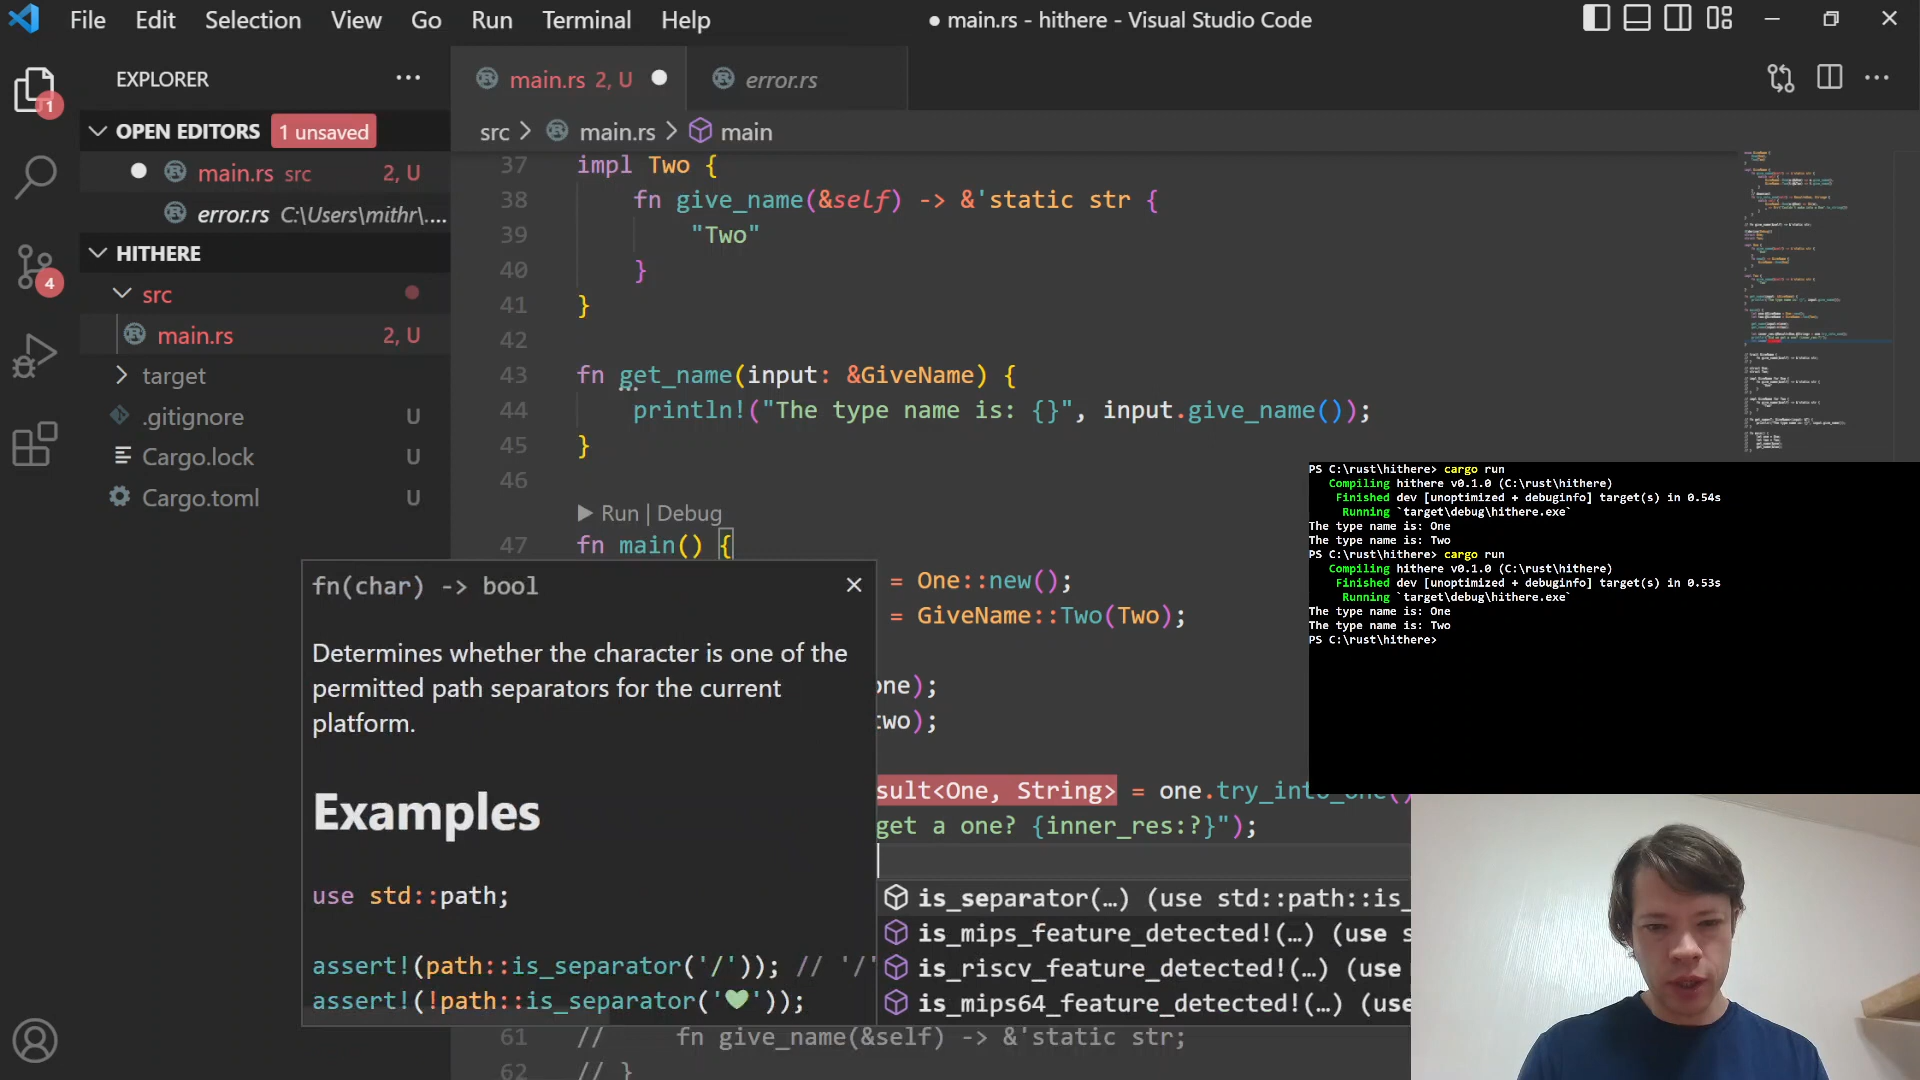 File Edit Selection View Go Run Terminal Help
● main.rs - hithere - Visual Studio Code
EXPLORER
OPEN EDITORS 1 unsaved
main.rs src 2, U
error.rs C:\Users\mithr\....
HITHERE
src
main.rs 2, U
target
.gitignore U
Cargo.lock U
Cargo.toml U
1
4
main.rs 2, U
error.rs
src > main.rs > main
37 impl Two {
38 fn give_name(&self) -> &'static str {
39 "Two"
40 }
41 }
42
43 fn get_name(input: &GiveName) {
44 println!("The type name is: {}", input.give_name());
45 }
46
Run | Debug
47 fn main() {
= One::new();
= GiveName::Two(Two);
one);
two);
sult<One, String> = one.try_into_one()
get a one? {inner_res:?}");
fn(char) -> bool
Determines whether the character is one of the
permitted path separators for the current
platform.
Examples
use std::path;
assert!(path::is_separator('/')); // '/'
assert!(!path::is_separator('💚'));
is_separator(…) (use std::path::is_
is_mips_feature_detected!(…) (use s
is_riscv_feature_detected!(…) (use
is_mips64_feature_detected!(…) (use
61 // fn give_name(&self) -> &'static str;
62 // }
PS C:\rust\hithere> cargo run
Compiling hithere v0.1.0 (C:\rust\hithere)
Finished dev [unoptimized + debuginfo] target(s) in 0.54s
Running `target\debug\hithere.exe`
The type name is: One
The type name is: Two
PS C:\rust\hithere> cargo run
Compiling hithere v0.1.0 (C:\rust\hithere)
Finished dev [unoptimized + debuginfo] target(s) in 0.53s
Running `target\debug\hithere.exe`
The type name is: One
The type name is: Two
PS C:\rust\hithere>